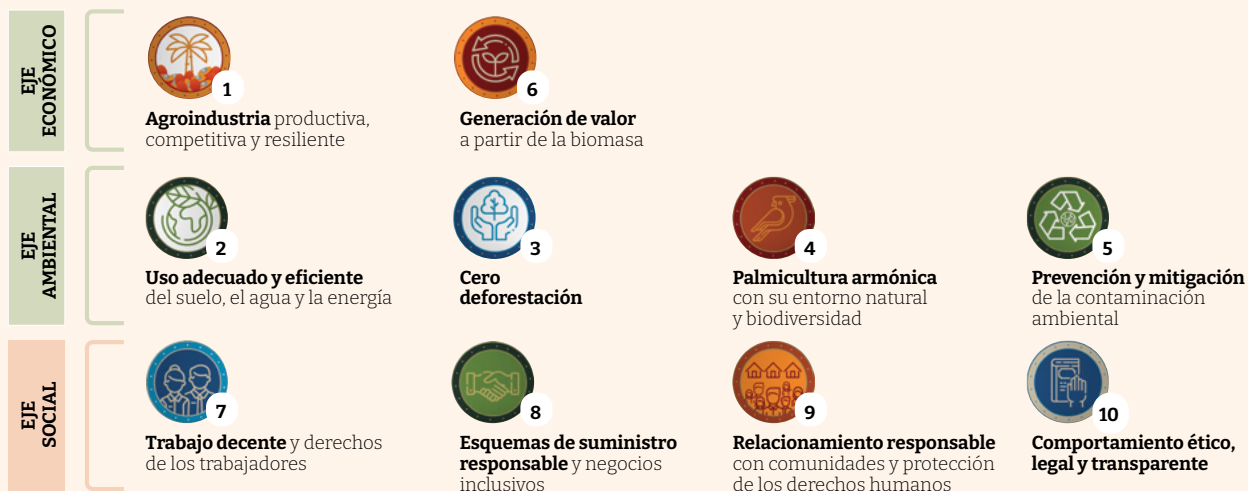 EJE
ECONÓMICO
1
Agroindustria productiva,
competitiva y resiliente
6
Generación de valor
a partir de la biomasa
EJE
AMBIENTAL
2
Uso adecuado y eficiente
del suelo, el agua y la energía
3
Cero
deforestación
4
Palmicultura armónica
con su entorno natural
y biodiversidad
5
Prevención y mitigación
de la contaminación
ambiental
EJE
SOCIAL
7
Trabajo decente y derechos
de los trabajadores
8
Esquemas de suministro
responsable y negocios
inclusivos
9
Relacionamiento responsable
con comunidades y protección
de los derechos humanos
10
Comportamiento ético,
legal y transparente